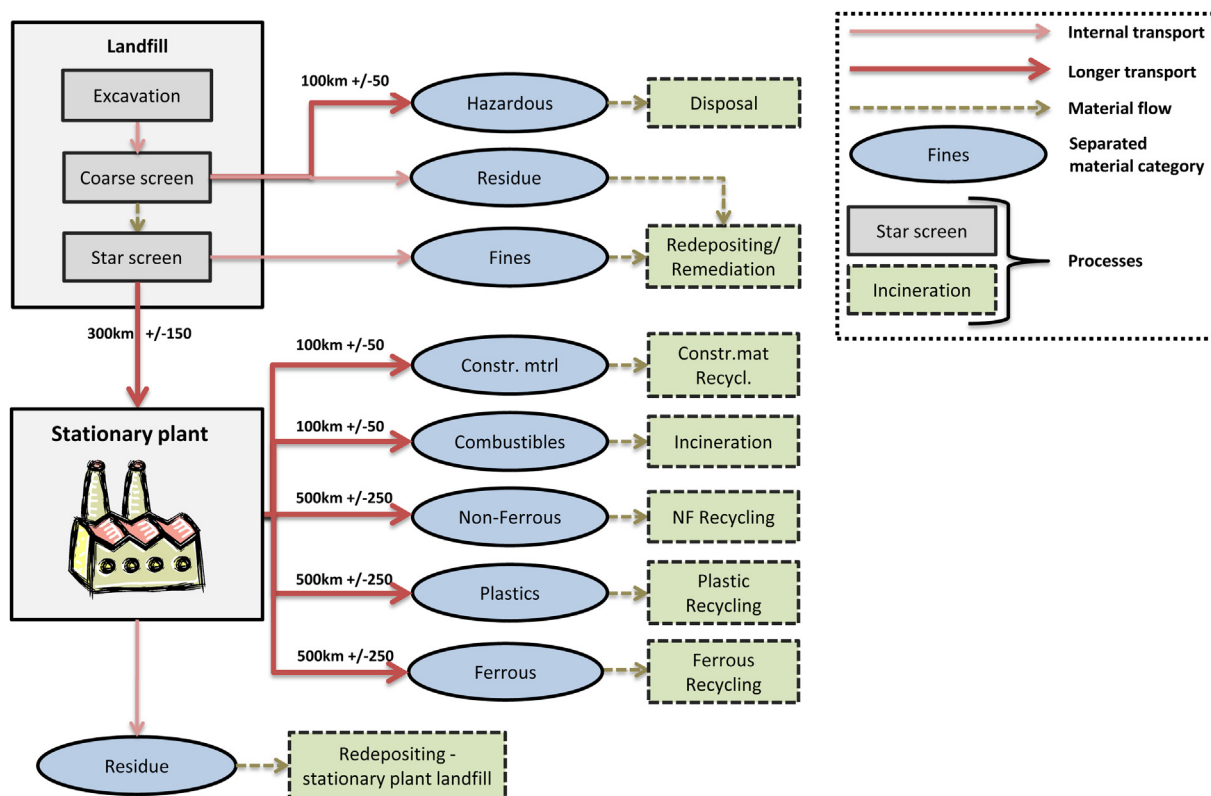 Landfill
Excavation
Coarse screen
Star screen
100km +/-50
Hazardous
Disposal
Residue
Fines
Redepositing/
Remediation
300km +/-150
Stationary plant
100km +/-50
Constr. mtrl
Constr.mat
Recycl.
100km +/-50
Combustibles
Incineration
500km +/-250
Non-Ferrous
NF Recycling
500km +/-250
Plastics
Plastic
Recycling
500km +/-250
Ferrous
Ferrous
Recycling
Residue
Redepositing -
stationary plant landfill
Internal transport
Longer transport
Material flow
Fines
Separated
material category
Star screen
Incineration
Processes